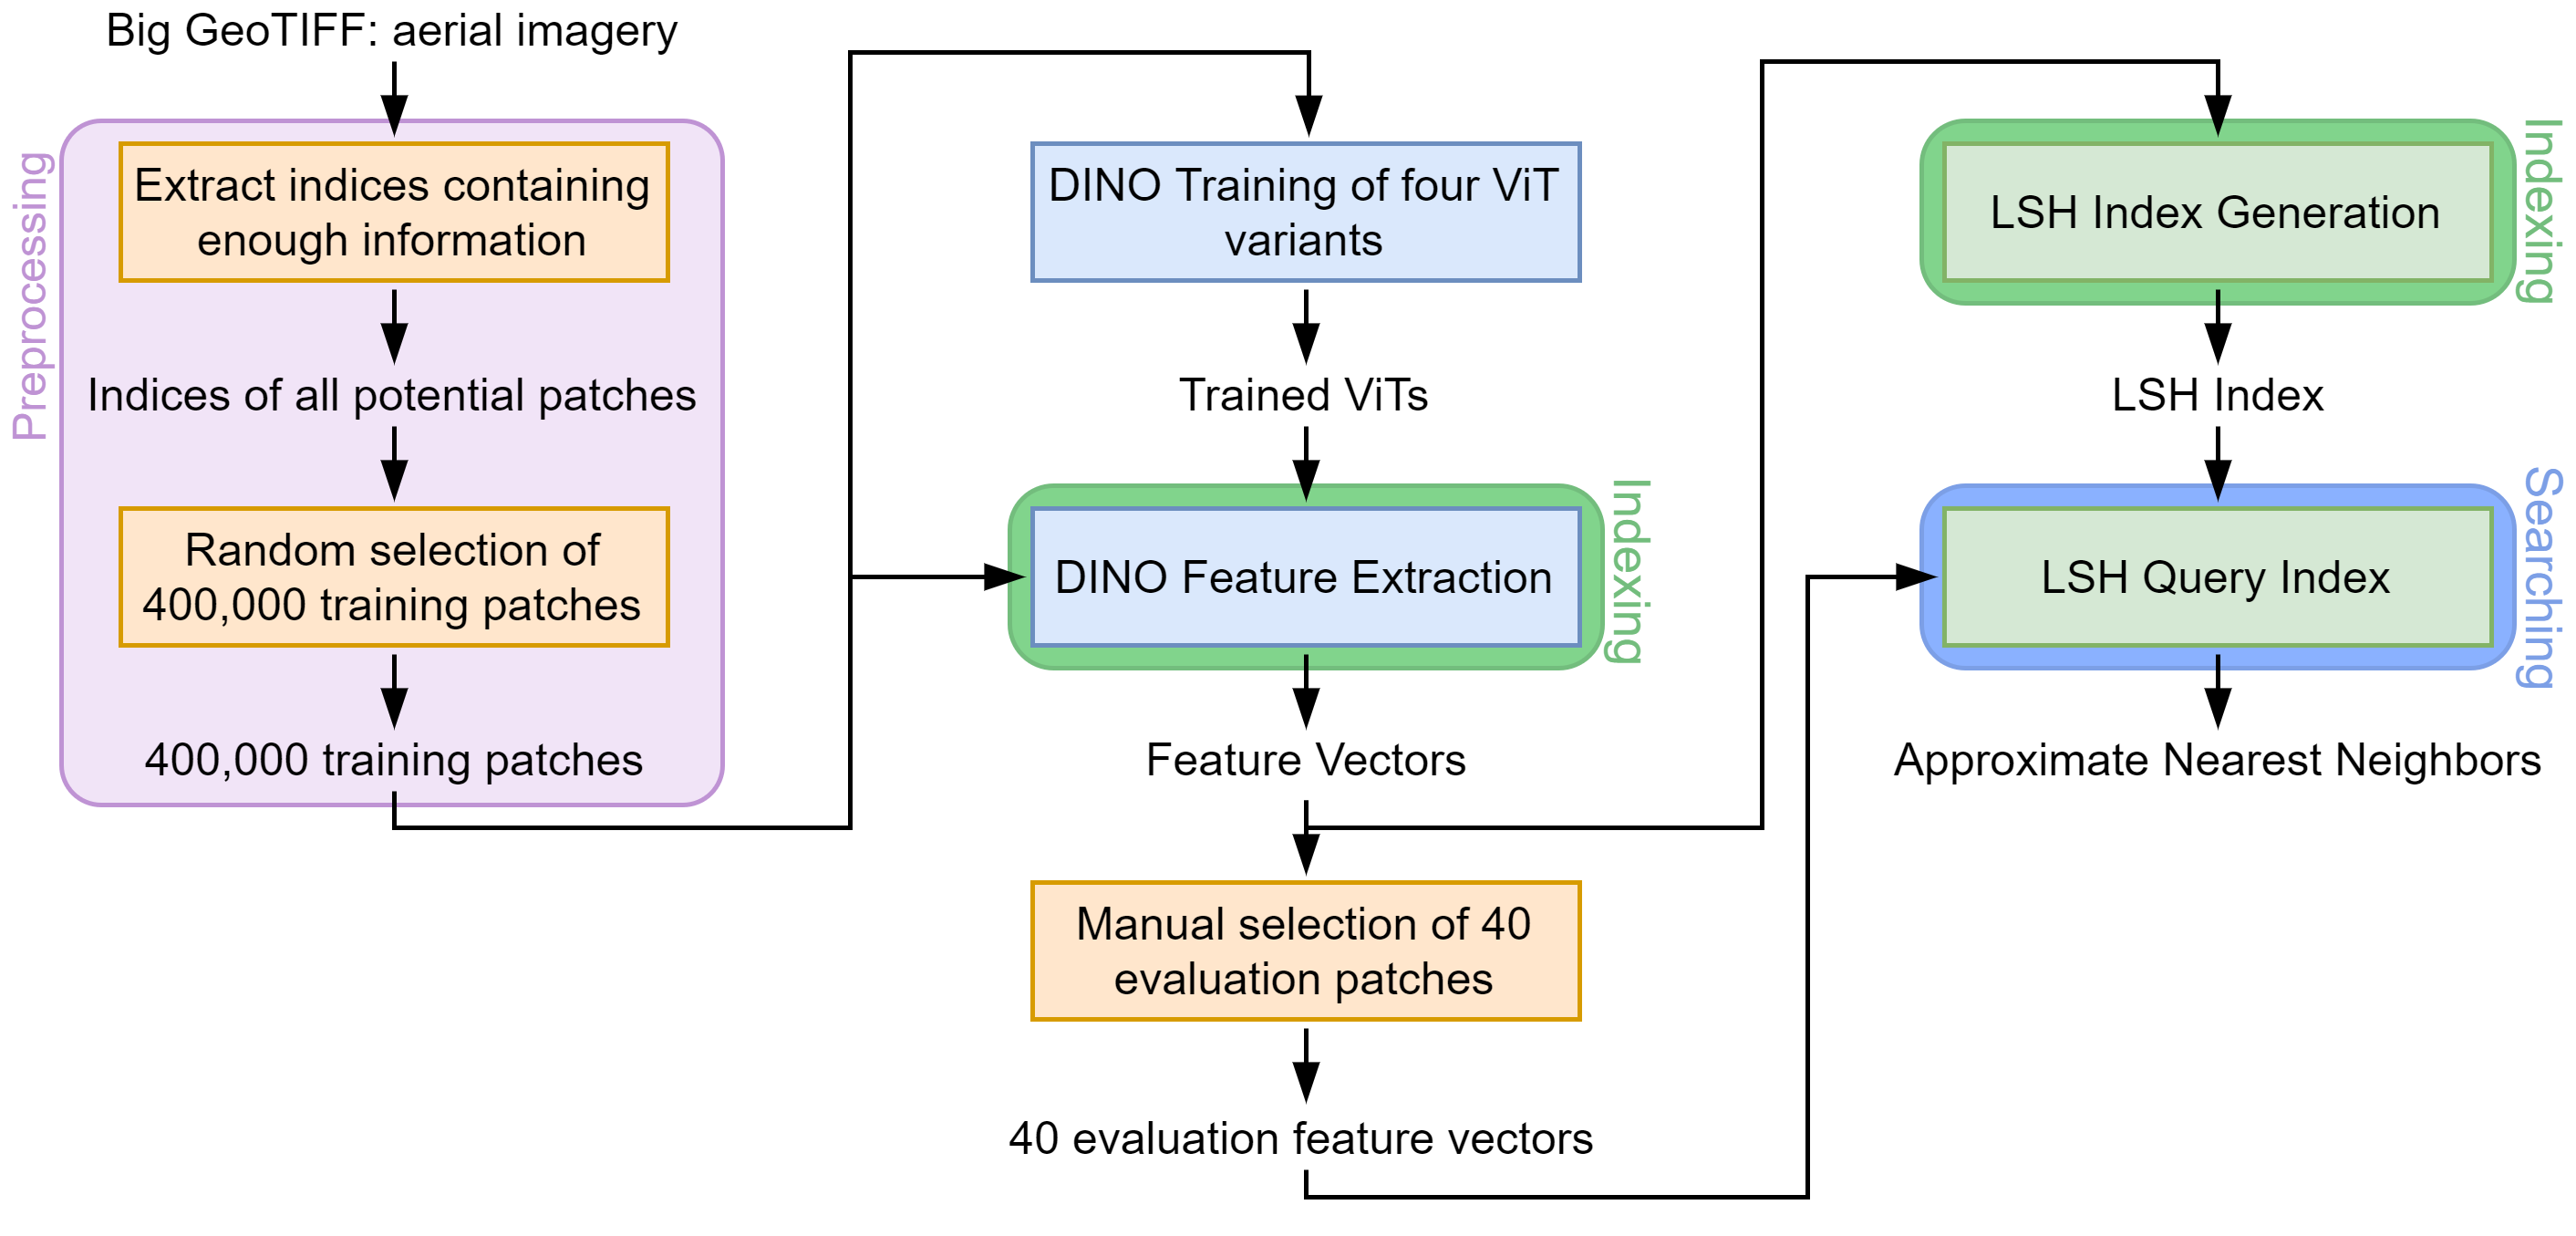 Big GeoTIFF: aerial imagery
Preprocessing
Extract indices containing
enough information
Indices of all potential patches
Random selection of
400,000 training patches
400,000 training patches
DINO Training of four ViT
variants
Trained ViTs
DINO Feature Extraction
Indexing
Feature Vectors
Manual selection of 40
evaluation patches
40 evaluation feature vectors
LSH Index Generation
Indexing
LSH Index
LSH Query Index
Searching
Approximate Nearest Neighbors